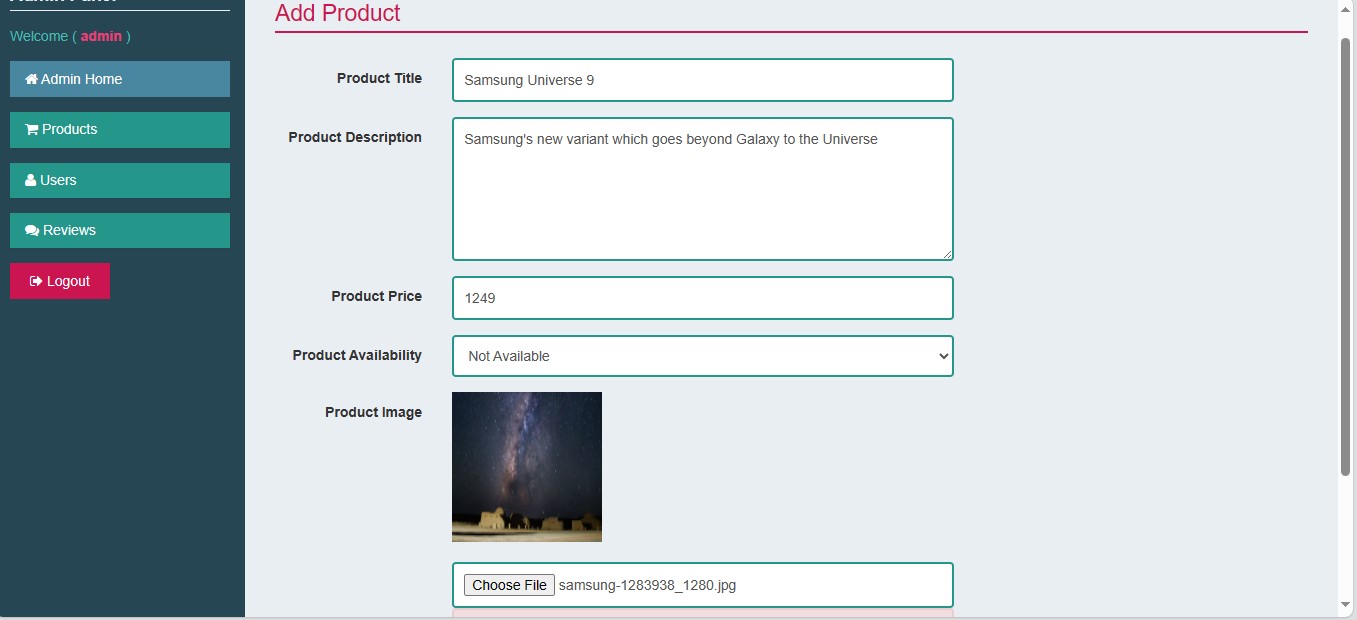 Welcome ( admin )
Admin Home
Products
Users
Reviews
Logout
Add Product
Product Title
Samsung Universe 9
Product Description
Samsung's new variant which goes beyond Galaxy to the Universe
Product Price
1249
Product Availability
Not Available
Product Image
Choose File samsung-1283938_1280.jpg